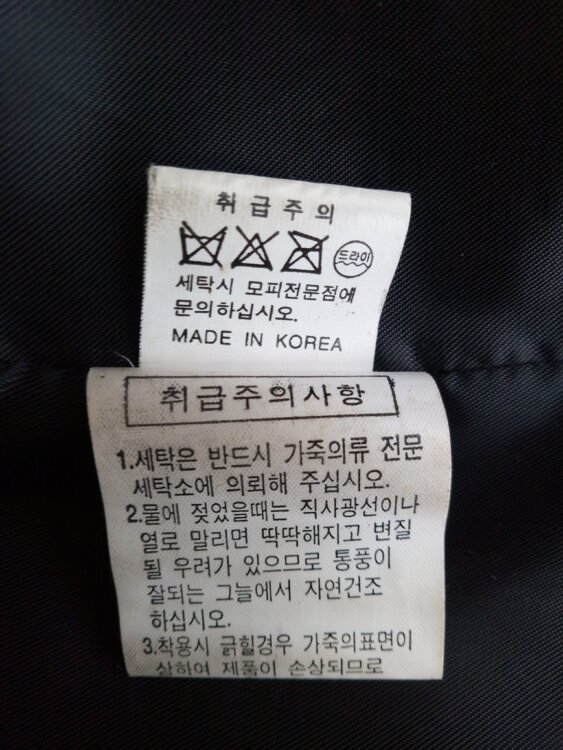 취급주의
드라이
세탁시 모피전문점에
문의하십시오.
MADE IN KOREA
취급주의사항
1.세탁은 반드시 가죽의류 전문
세탁소에 의뢰해 주십시오.
2.물에 젖었을때는 직사광선이나
열로 말리면 딱딱해지고 변질
될 우려가 있으므로 통풍이
잘되는 그늘에서 자연건조
하십시오.
3.착용시 긁힐경우 가죽의표면이
상하여 제품이 손상되므로